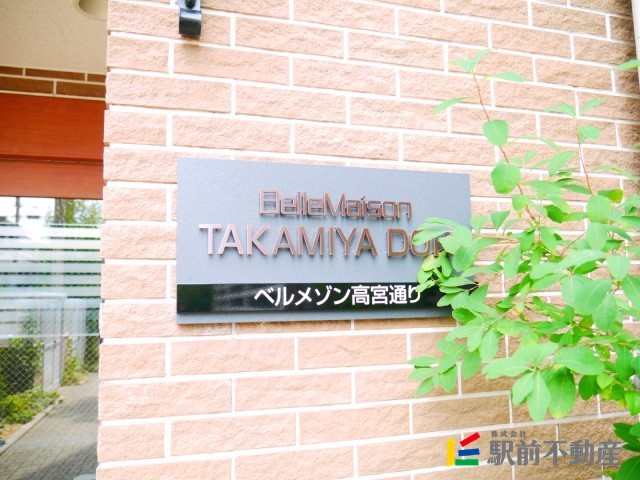 BelleMaison
TAKAMIYA DORI
ベルメゾン高宮通り
株式会社
駅前不動産